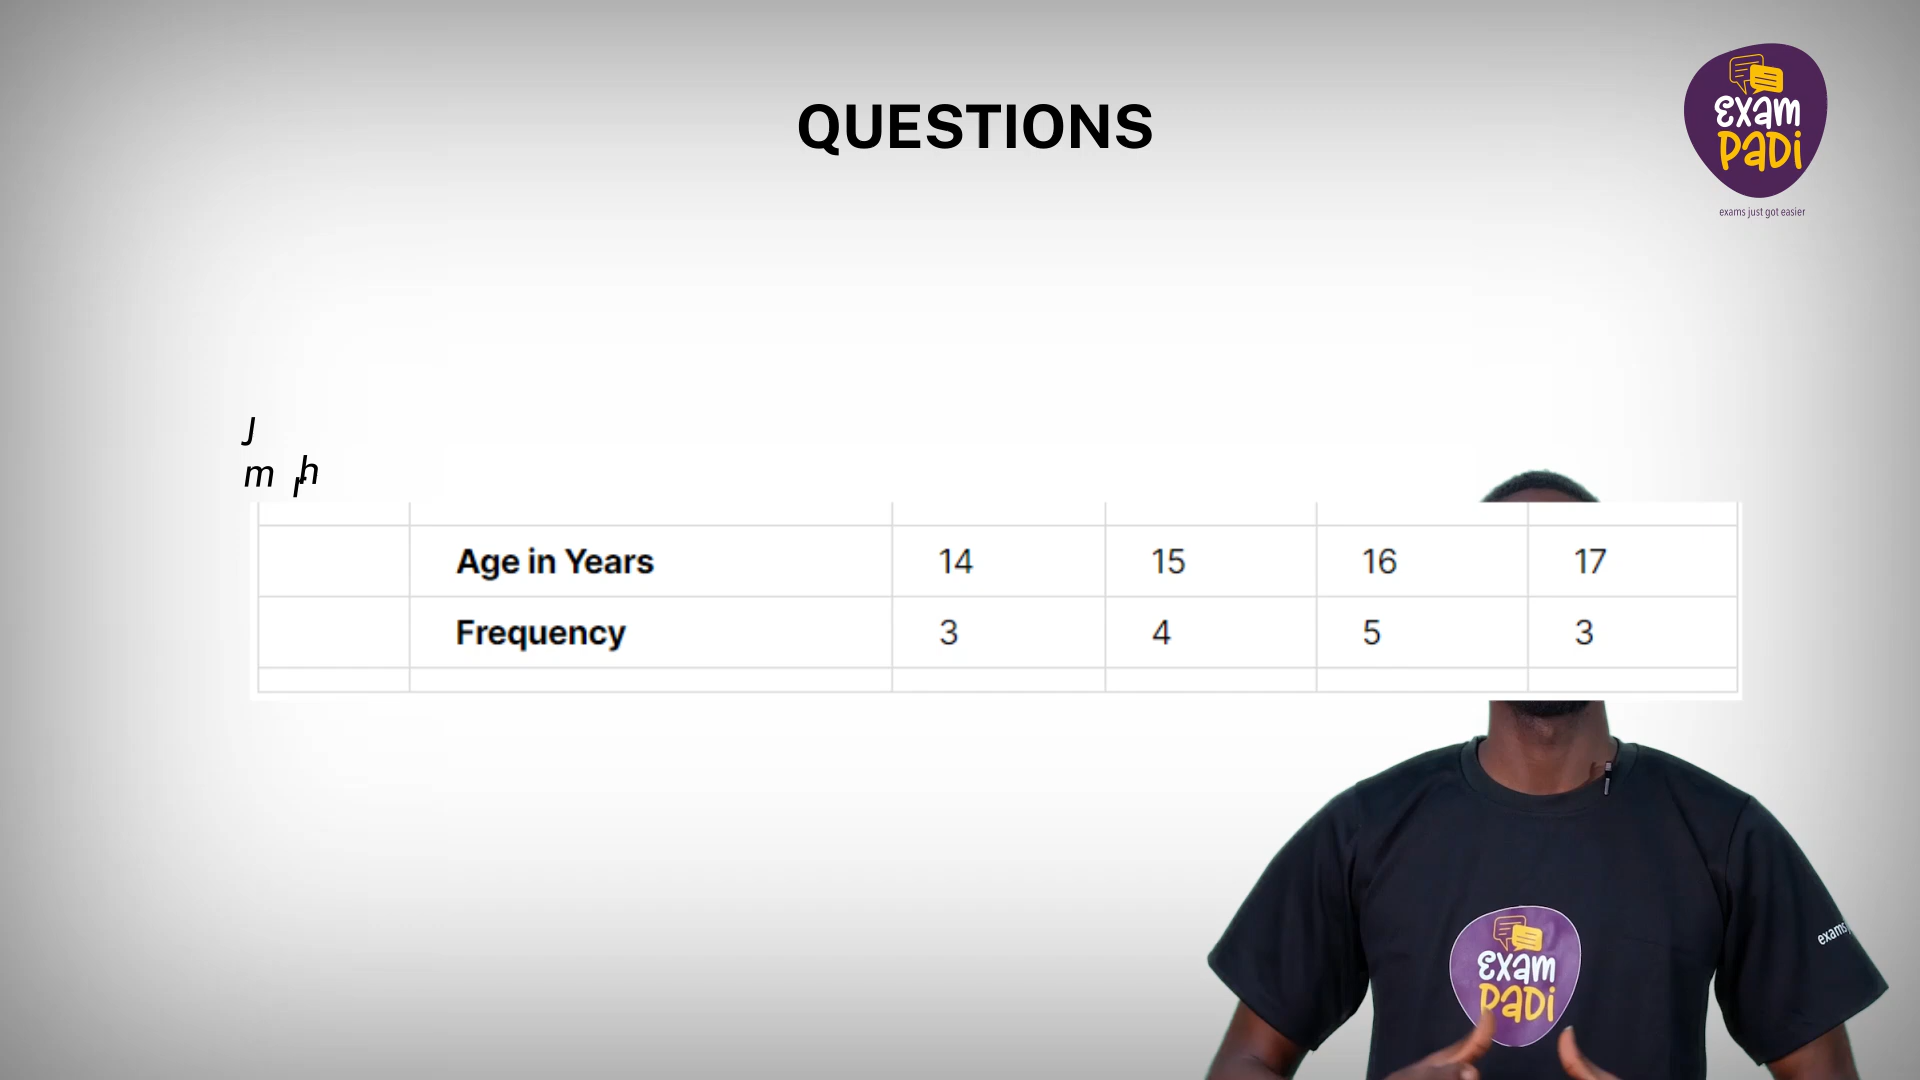 QUESTIONS
exam
padi
exams just got easier
J
m h
r
Age in Years 14 15 16 17
Frequency 3 4 5 3
exams
exam
padi